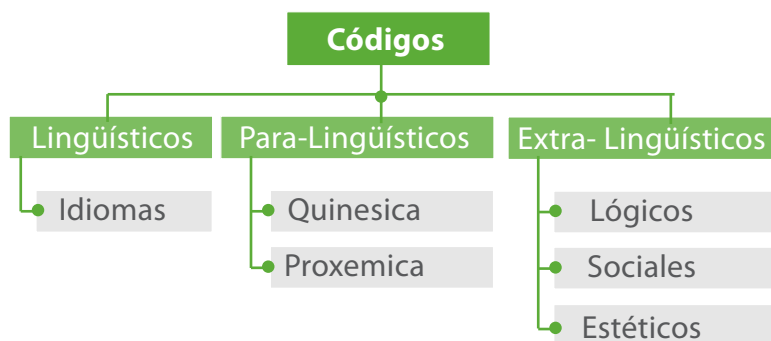 Códigos
Lingüísticos
Idiomas
Para-Lingüísticos
Quinesica
Proxemica
Extra- Lingüísticos
Lógicos
Sociales
Estéticos